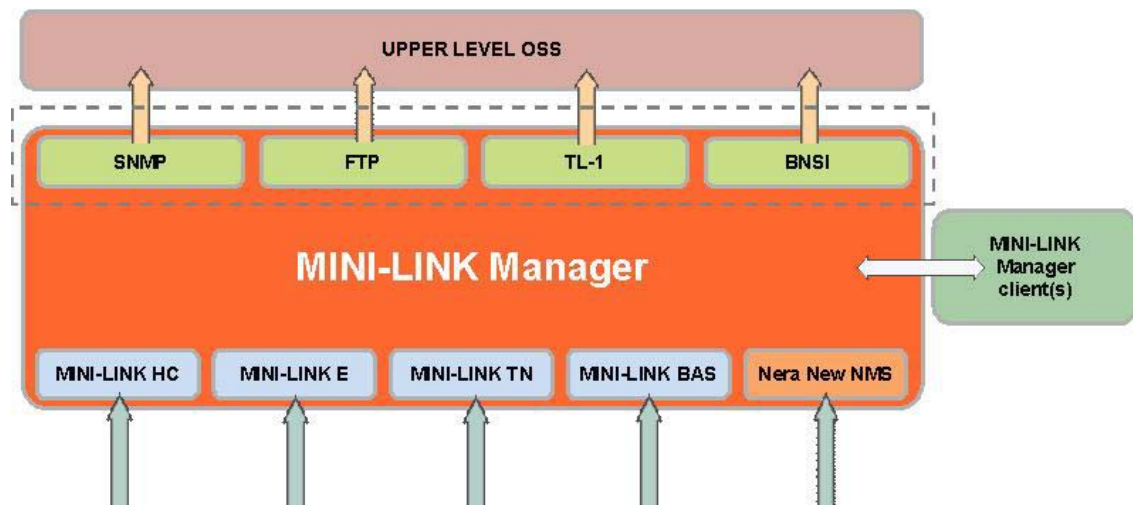 UPPER LEVEL OSS
SNMP
FTP
TL-1
BNSI
MINI-LINK Manager
MINI-LINK
Manager
client(s)
MINI-LINK HC
MINI-LINK E
MINI-LINK TN
MINI-LINK BAS
Nera New NMS